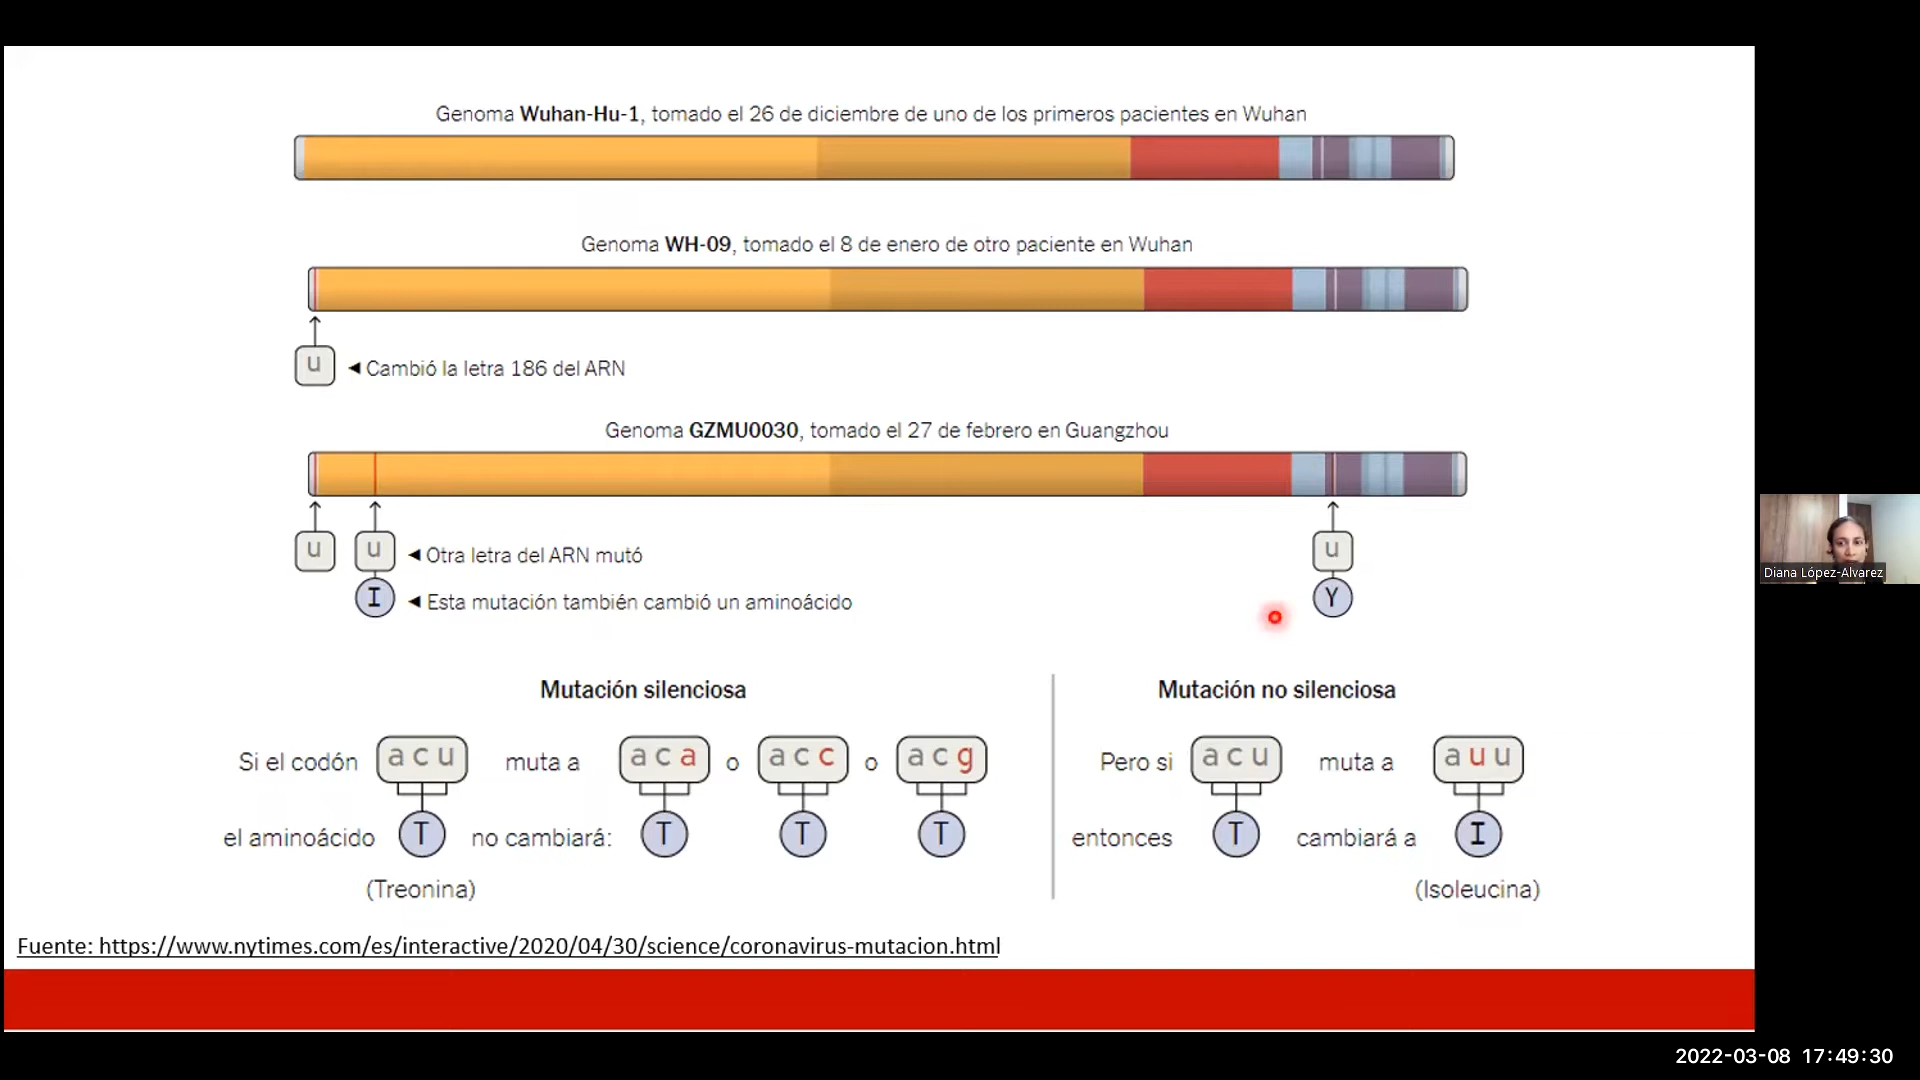 Genoma Wuhan-Hu-1, tomado el 26 de diciembre de uno de los primeros pacientes en Wuhan
Genoma WH-09, tomado el 8 de enero de otro paciente en Wuhan
u ◄ Cambió la letra 186 del ARN
Genoma GZMU0030, tomado el 27 de febrero en Guangzhou
u u ◄ Otra letra del ARN mutó u
I ◄ Esta mutación también cambió un aminoácido Y
Diana López-Alvarez
Mutación silenciosa
Si el codón acu muta a aca o acc o acg
el aminoácido T no cambiará: T T T
(Treonina)
Mutación no silenciosa
Pero si acu muta a auu
entonces T cambiará a I
(Isoleucina)
Fuente: https://www.nytimes.com/es/interactive/2020/04/30/science/coronavirus-mutacion.html
2022-03-08 17:49:30